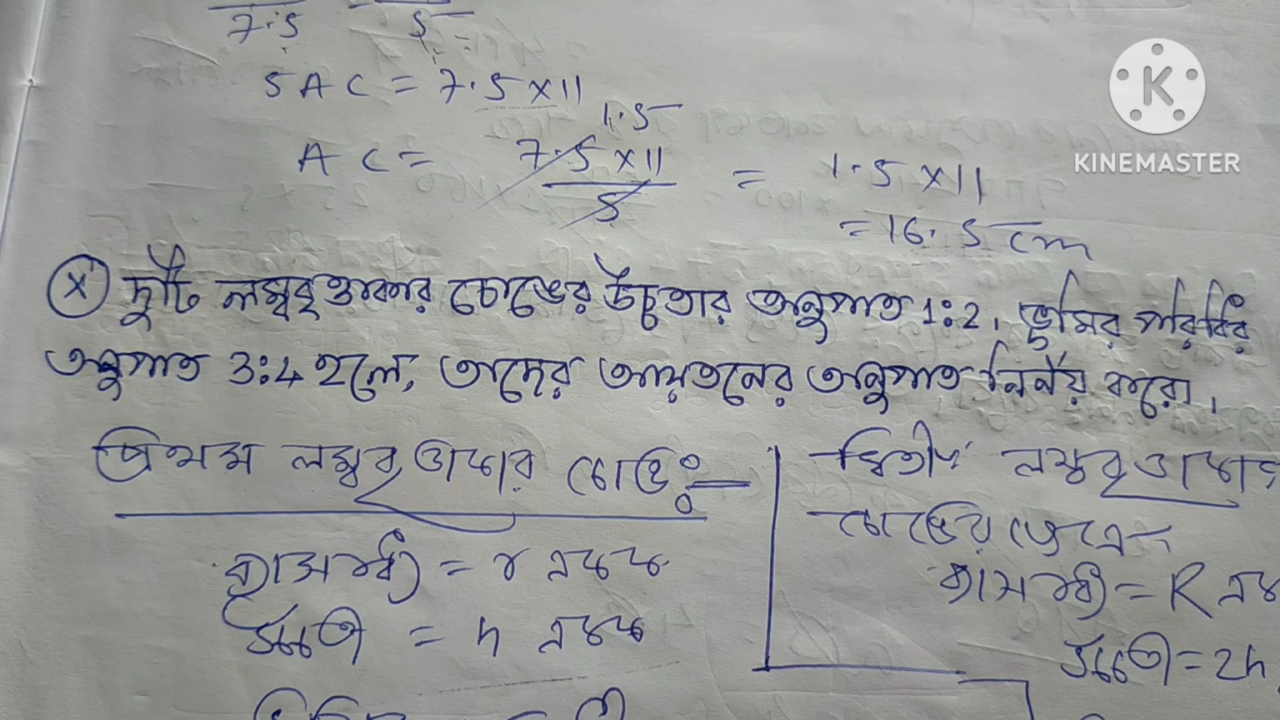 7.5 5
5 AC = 7.5 × 11
AC = 7.5 × 11 / 5 = 1.5 × 11
1.5
= 16.5 cm
KINEMASTER
(x) দুটি লম্ববৃত্তাকার চোঙের উচ্চতার অনুপাত 1:2. ভূমির পরিধির
অনুপাত 3:4 হলে, তাদের আয়তনের অনুপাত নির্ণয় করো।
প্রথম লম্ববৃত্তাকার চোঙ:—
ব্যাসার্ধ = r একক
উচ্চতা = h একক
দ্বিতীয় লম্ববৃত্তাকার
চোঙের ক্ষেত্রে
ব্যাসার্ধ = R একক
উচ্চতা = 2h